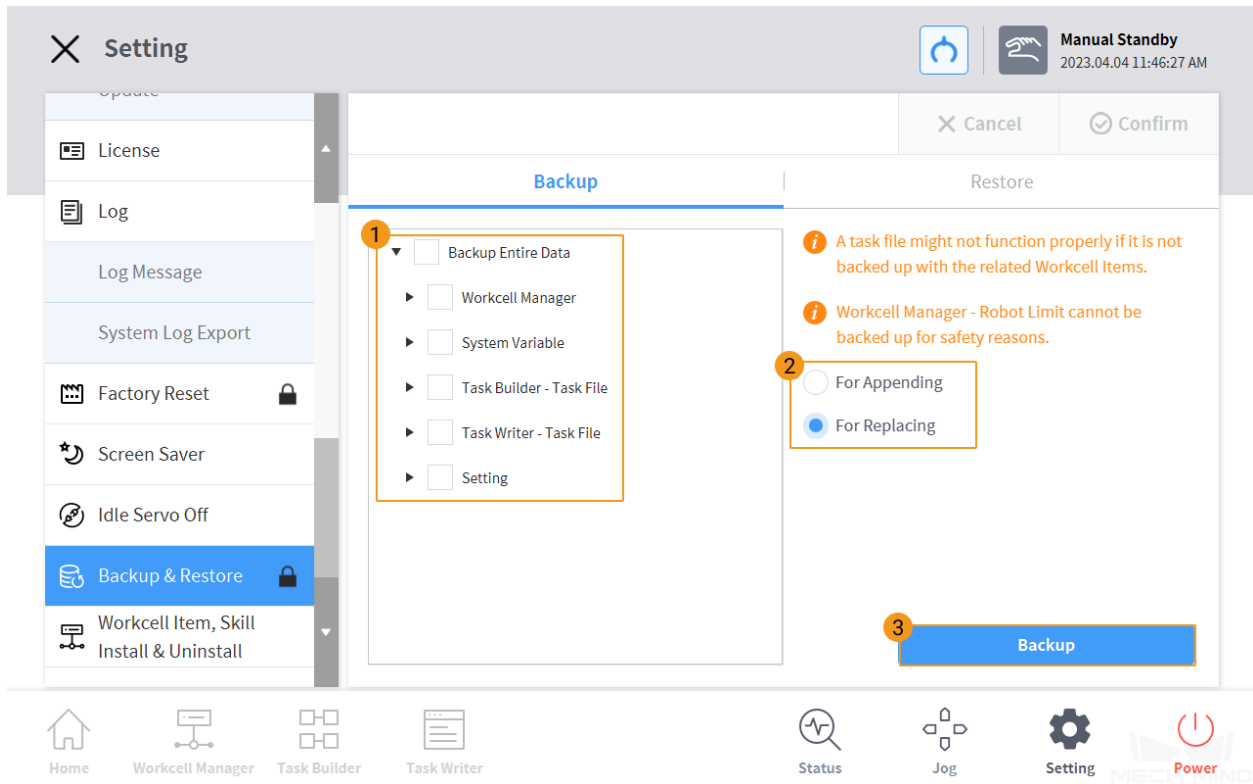 Setting
Manual Standby
2023.04.04 11:46:27 AM
Update
License
Log
Log Message
System Log Export
Factory Reset
Screen Saver
Idle Servo Off
Backup & Restore
Workcell Item, Skill
Install & Uninstall
Cancel
Confirm
Backup
Restore
1
Backup Entire Data
Workcell Manager
System Variable
Task Builder - Task File
Task Writer - Task File
Setting
A task file might not function properly if it is not
backed up with the related Workcell Items.
Workcell Manager - Robot Limit cannot be
backed up for safety reasons.
2
For Appending
For Replacing
3
Backup
Home
Workcell Manager
Task Builder
Task Writer
Status
Jog
Setting
Power
MECH MIND